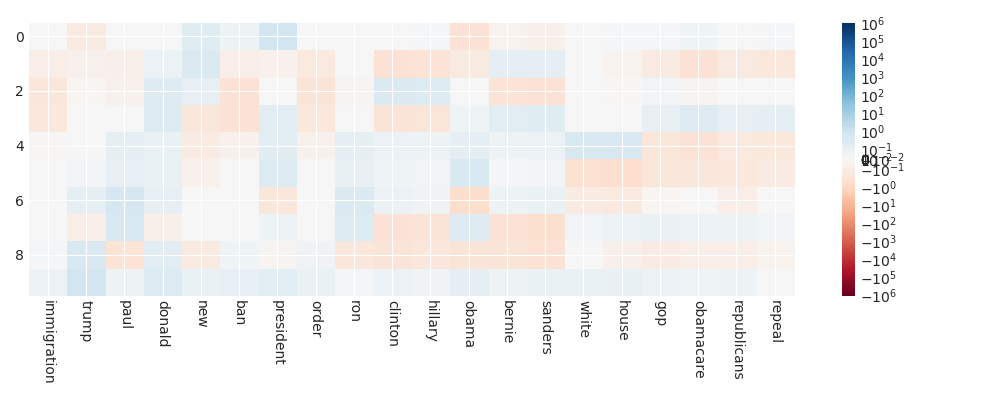 0
2
4
6
8
immigration
trump
paul
donald
new
ban
president
order
ron
clinton
hillary
obama
bernie
sanders
white
house
gop
obamacare
republicans
repeal
10^6
10^5
10^4
10^3
10^2
10^1
10^0
10^-1
-10^-1
-10^0
-10^1
-10^2
-10^3
-10^4
-10^5
-10^6